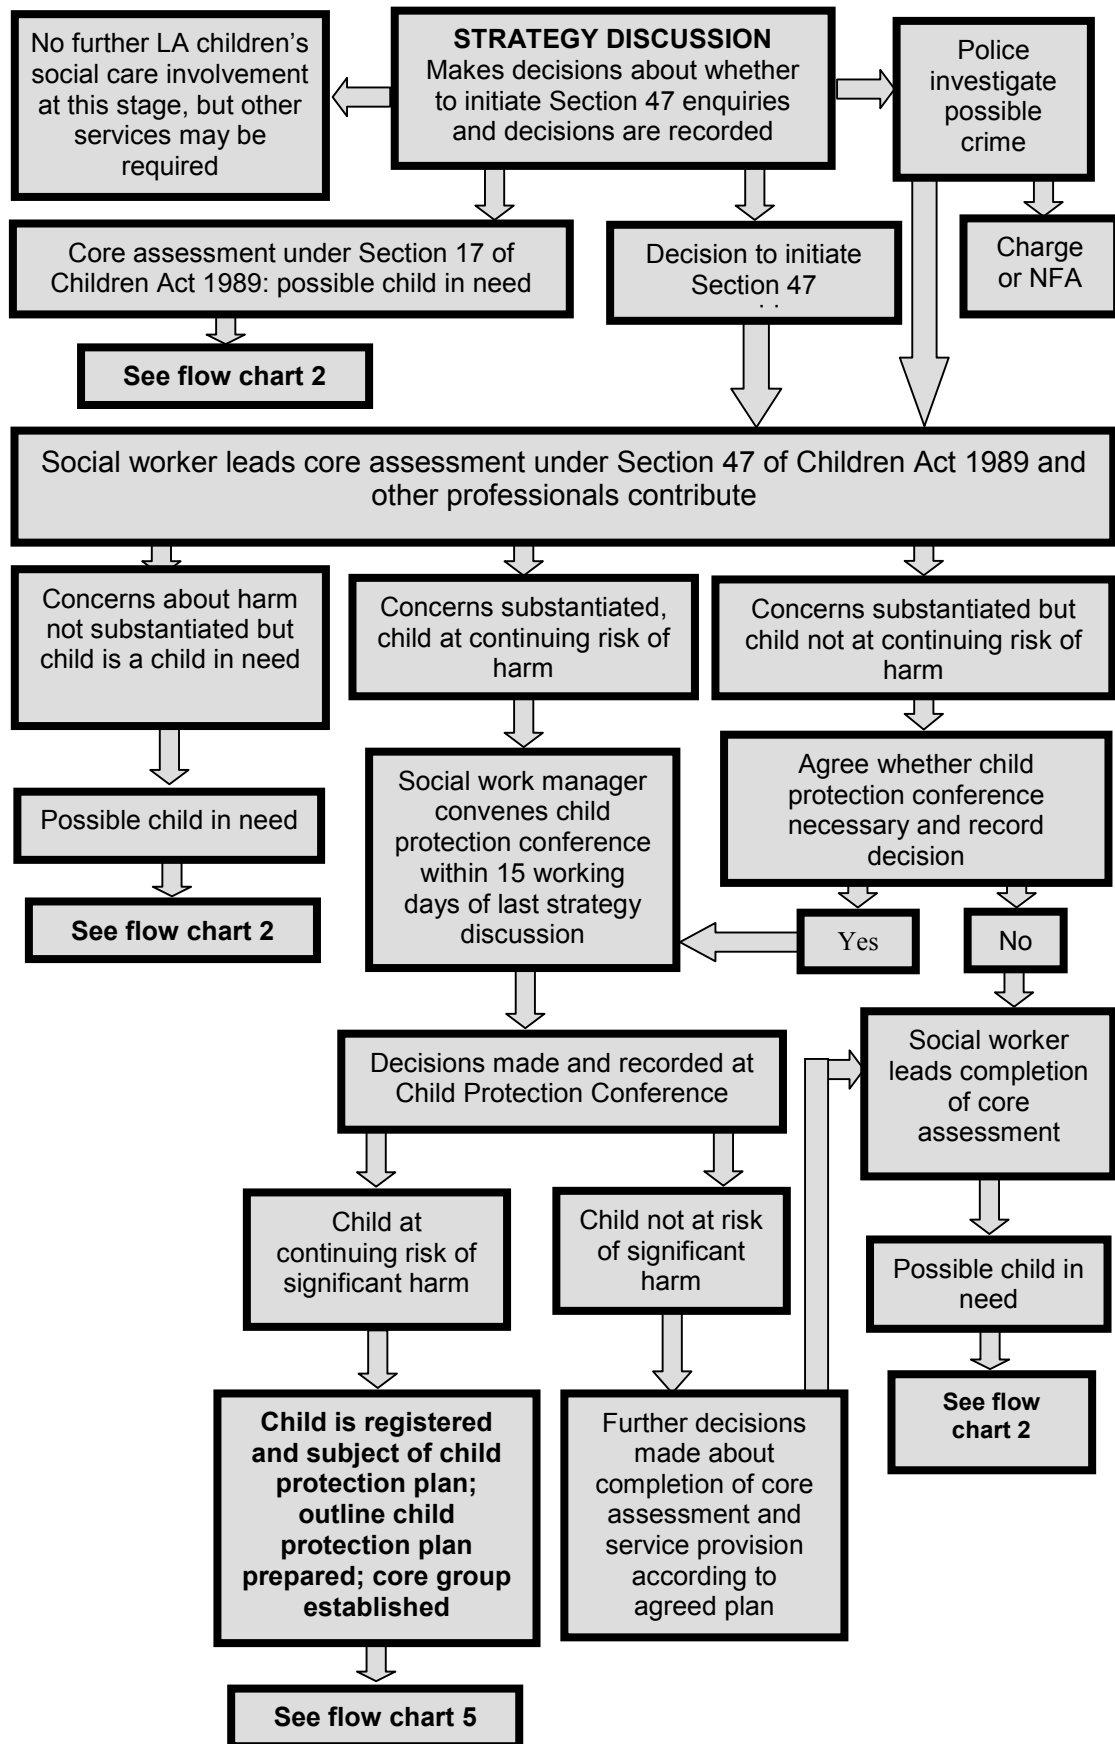 No further LA children's
social care involvement
at this stage, but other
services may be
required
STRATEGY DISCUSSION
Makes decisions about whether
to initiate Section 47 enquiries
and decisions are recorded
Police
investigate
possible
crime
Core assessment under Section 17 of
Children Act 1989: possible child in need
Decision to initiate
Section 47
Charge
or NFA
See flow chart 2
Social worker leads core assessment under Section 47 of Children Act 1989 and
other professionals contribute
Concerns about harm
not substantiated but
child is a child in need
Concerns substantiated,
child at continuing risk of
harm
Concerns substantiated but
child not at continuing risk of
harm
Possible child in need
See flow chart 2
Social work manager
convenes child
protection conference
within 15 working
days of last strategy
discussion
Agree whether child
protection conference
necessary and record
decision
Yes
No
Decisions made and recorded at
Child Protection Conference
Social worker
leads completion
of core
assessment
Child at
continuing risk of
significant harm
Child not at risk
of significant
harm
Possible child in
need
See flow
chart 2
Child is registered
and subject of child
protection plan;
outline child
protection plan
prepared; core group
established
Further decisions
made about
completion of core
assessment and
service provision
according to
agreed plan
See flow chart 5